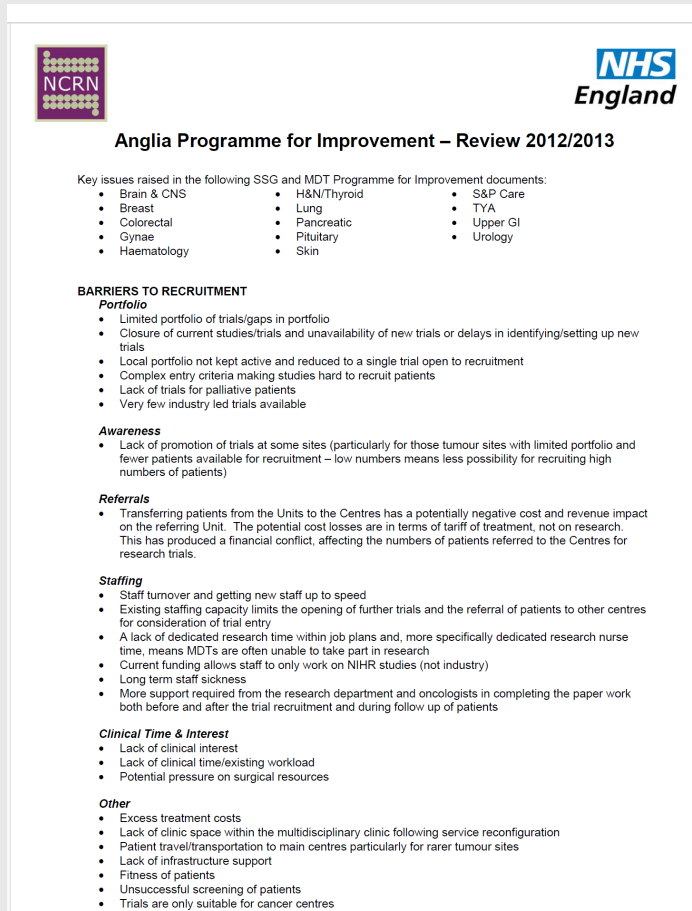 NCRN
NHS
England
Anglia Programme for Improvement – Review 2012/2013
Key issues raised in the following SSG and MDT Programme for Improvement documents:
• Brain & CNS
• Breast
• Colorectal
• Gynae
• Haematology
• H&N/Thyroid
• Lung
• Pancreatic
• Pituitary
• Skin
• S&P Care
• TYA
• Upper GI
• Urology
BARRIERS TO RECRUITMENT
Portfolio
• Limited portfolio of trials/gaps in portfolio
• Closure of current studies/trials and unavailability of new trials or delays in identifying/setting up new
trials
• Local portfolio not kept active and reduced to a single trial open to recruitment
• Complex entry criteria making studies hard to recruit patients
• Lack of trials for palliative patients
• Very few industry led trials available
Awareness
• Lack of promotion of trials at some sites (particularly for those tumour sites with limited portfolio and
fewer patients available for recruitment – low numbers means less possibility for recruiting high
numbers of patients)
Referrals
• Transferring patients from the Units to the Centres has a potentially negative cost and revenue impact
on the referring Unit. The potential cost losses are in terms of tariff of treatment, not on research.
This has produced a financial conflict, affecting the numbers of patients referred to the Centres for
research trials.
Staffing
• Staff turnover and getting new staff up to speed
• Existing staffing capacity limits the opening of further trials and the referral of patients to other centres
for consideration of trial entry
• A lack of dedicated research time within job plans and, more specifically dedicated research nurse
time, means MDTs are often unable to take part in research
• Current funding allows staff to only work on NIHR studies (not industry)
• Long term staff sickness
• More support required from the research department and oncologists in completing the paper work
both before and after the trial recruitment and during follow up of patients
Clinical Time & Interest
• Lack of clinical interest
• Lack of clinical time/existing workload
• Potential pressure on surgical resources
Other
• Excess treatment costs
• Lack of clinic space within the multidisciplinary clinic following service reconfiguration
• Patient travel/transportation to main centres particularly for rarer tumour sites
• Lack of infrastructure support
• Fitness of patients
• Unsuccessful screening of patients
• Trials are only suitable for cancer centres